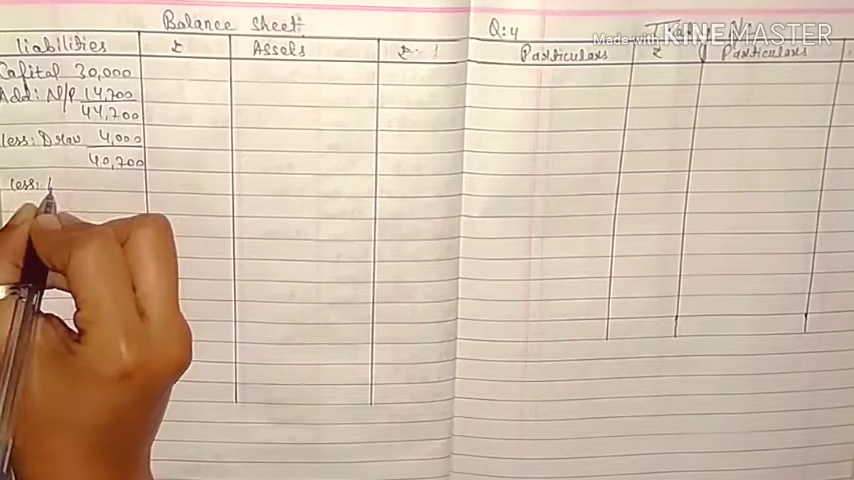 Balance Sheet:
liabilities ₹ Assets ₹
Capital 30,000
Add: N/P 14,700
44,700
less: Draw 4,000
40,700
less:
Q:4
Made with KINEMASTER
Particulars ₹ Particulars